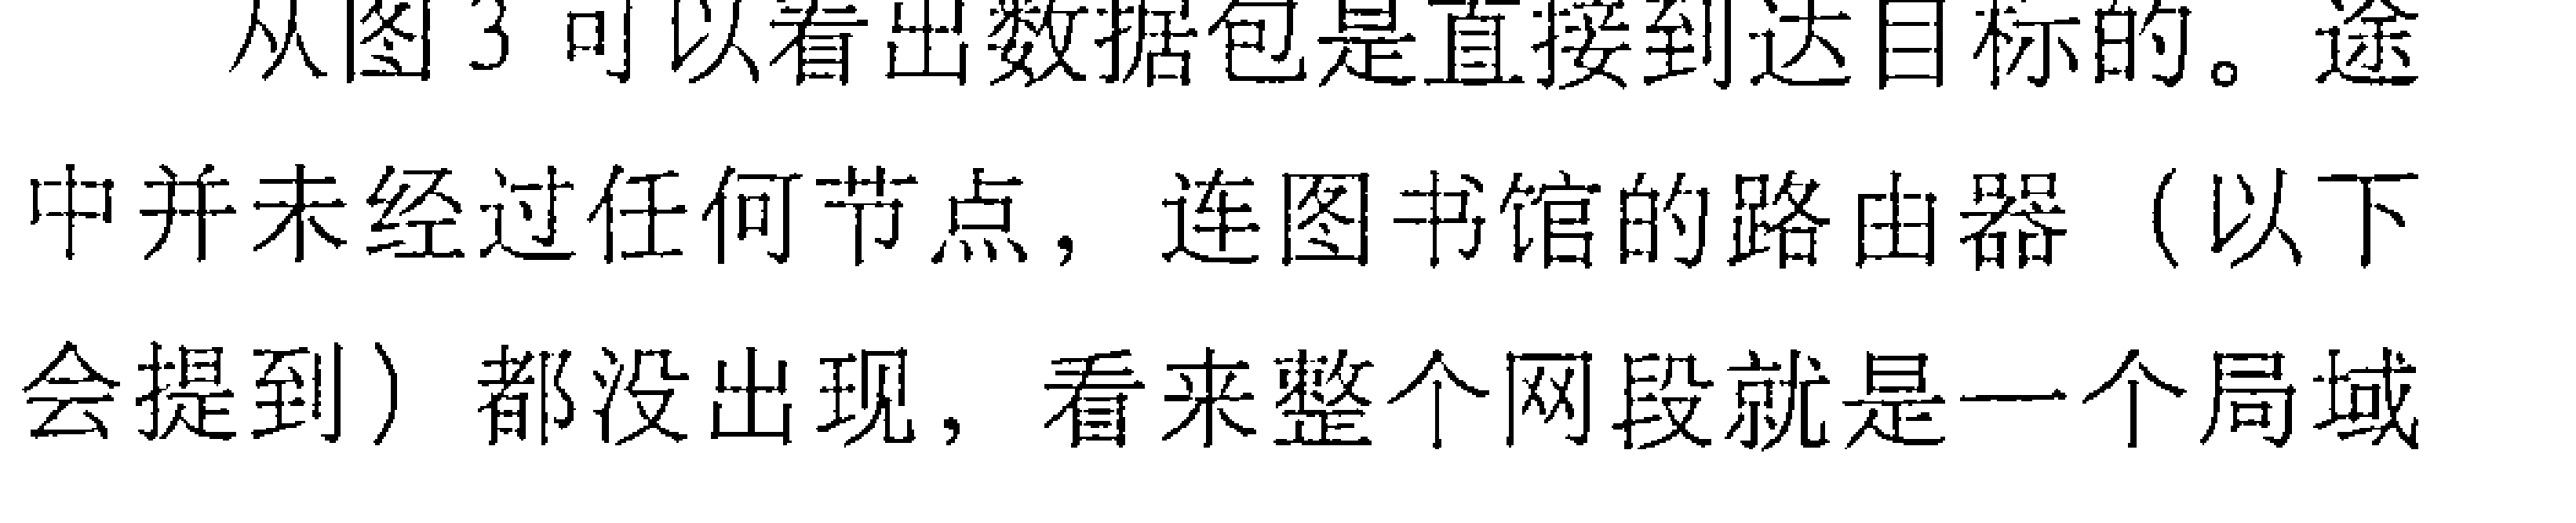 从图3可以看出数据包是直接到达目标的。途
中并未经过任何节点，连图书馆的路由器（以下
会提到）都没出现，看来整个网段就是一个局域